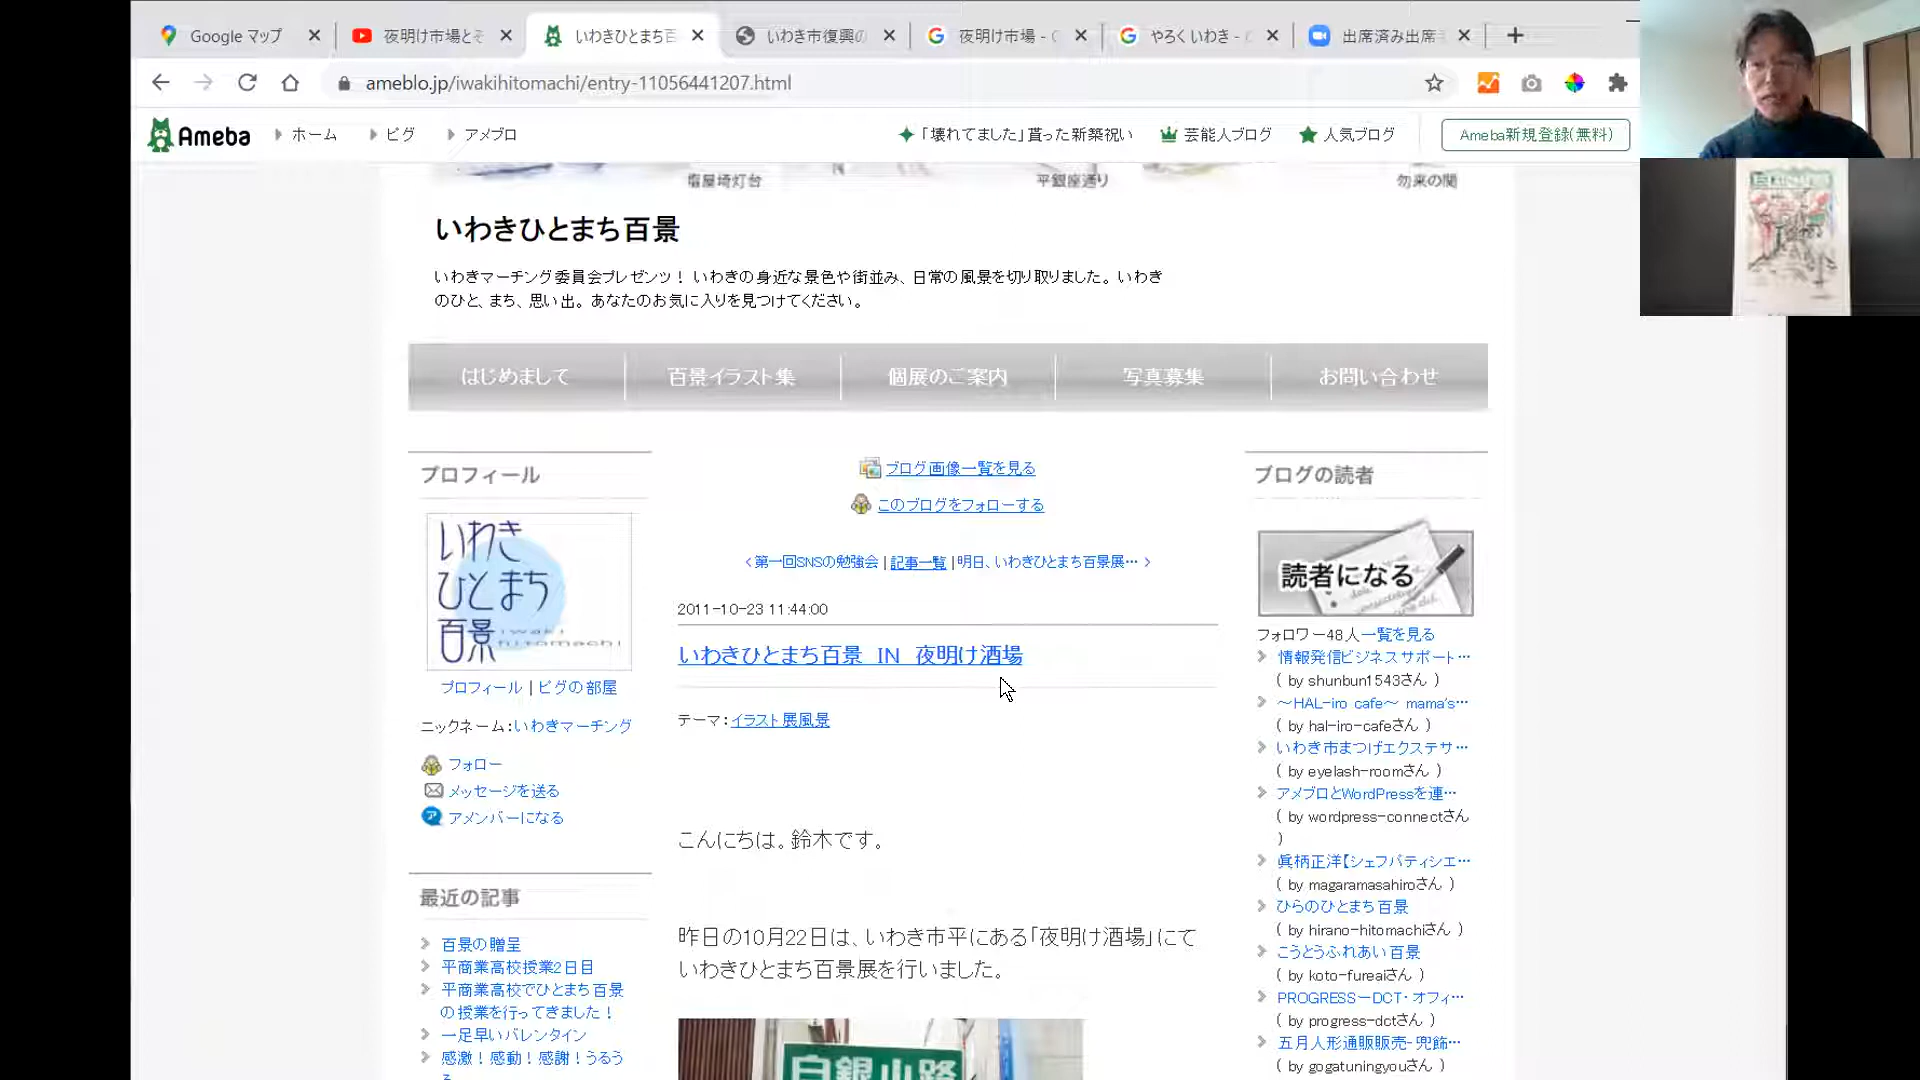 Google マップ
夜明け市場とそ
いわきひとまち百
いわき市復興の
夜明け市場 - G
やろく いわき - G
出席済み出席
ameblo.jp/iwakihitomachi/entry-11056441207.html
Ameba
ホーム
ピグ
アメブロ
「壊れてました」貰った新築祝い
芸能人ブログ
人気ブログ
Ameba新規登録(無料)
塩屋埼灯台
平銀座通り
勿来の関
いわきひとまち百景
いわきマーチング委員会プレゼンツ！ いわきの身近な景色や街並み、日常の風景を切り取りました。 いわき
のひと、まち、思い出。 あなたのお気に入りを見つけてください。
はじめまして
百景イラスト集
個展のご案内
写真募集
お問い合わせ
プロフィール
いわき
ひとまち
百景
iwaki
hitomachi
プロフィール | ピグの部屋
ニックネーム：いわきマーチング
フォロー
メッセージを送る
アメンバーになる
最近の記事
百景の贈呈
平商業高校授業2日目
平商業高校でひとまち百景
の授業を行ってきました！
一足早いバレンタイン
感激！感動！感謝！うるう
ブログ画像一覧を見る
このブログをフォローする
< 第一回SNSの勉強会 | 記事一覧 | 明日、いわきひとまち百景展… >
2011-10-23 11:44:00
いわきひとまち百景　IN　夜明け酒場
テーマ：イラスト展風景
こんにちは。鈴木です。
昨日の10月22日は、いわき市平にある「夜明け酒場」にて
いわきひとまち百景展を行いました。
白銀小路
ブログの読者
読者になる
フォロワー48人一覧を見る
情報発信ビジネスサポート…
( by shunbun1543さん )
～HAL-iro cafe～ mama's…
( by hal-iro-cafeさん )
いわき市まつげエクステサ…
( by eyelash-roomさん )
アメブロとWordPressを連…
( by wordpress-connectさん
)
眞柄正洋【シェフパティシエ…
( by magaramasahiroさん )
ひらのひとまち百景
( by hirano-hitomachiさん )
こうとうふれあい百景
( by koto-fureaiさん )
PROGRESS－DCT・オフィ…
( by progress-dctさん )
五月人形通販販売-兜飾…
( by gogatuningyouさん )